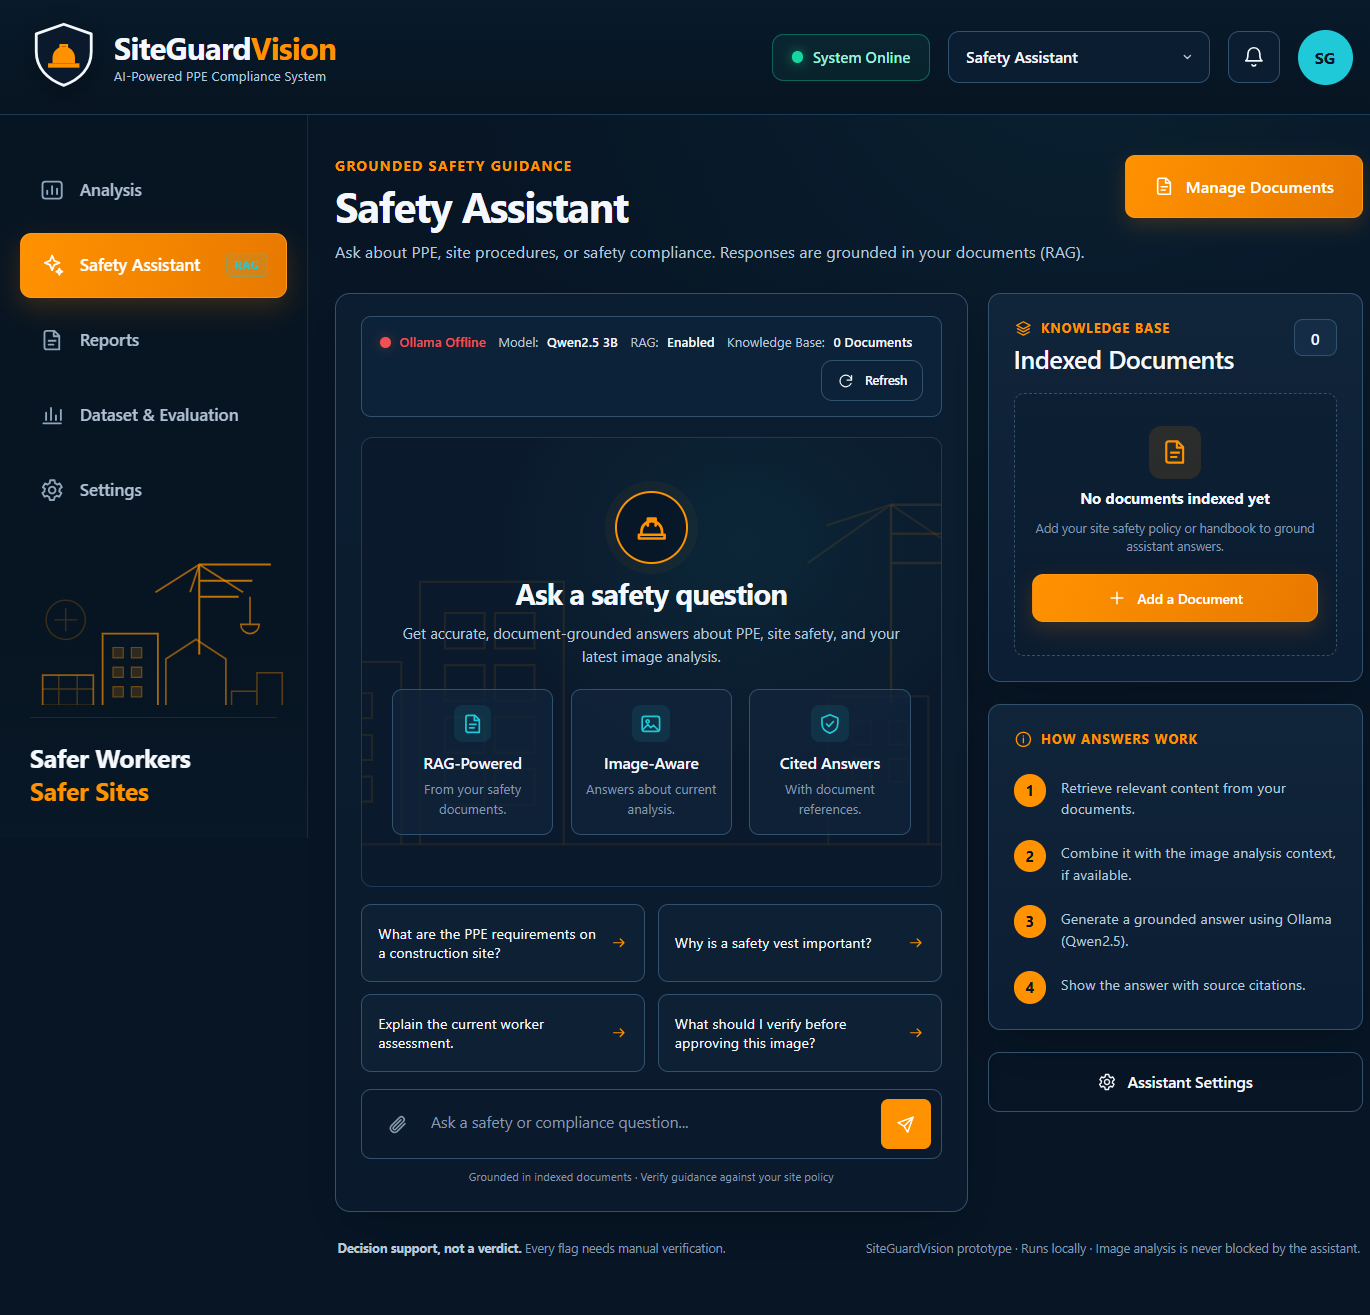 SiteGuardVision
AI-Powered PPE Compliance System
System Online
Safety Assistant
SG
Analysis
Safety Assistant
RAG
Reports
Dataset & Evaluation
Settings
Safer Workers
Safer Sites
GROUNDED SAFETY GUIDANCE
Safety Assistant
Ask about PPE, site procedures, or safety compliance. Responses are grounded in your documents (RAG).
Manage Documents
Ollama Offline Model: Qwen2.5 3B RAG: Enabled Knowledge Base: 0 Documents
Refresh
Ask a safety question
Get accurate, document-grounded answers about PPE, site safety, and your
latest image analysis.
RAG-Powered
From your safety
documents.
Image-Aware
Answers about current
analysis.
Cited Answers
With document
references.
What are the PPE requirements on
a construction site?
Why is a safety vest important?
Explain the current worker
assessment.
What should I verify before
approving this image?
Ask a safety or compliance question...
Grounded in indexed documents · Verify guidance against your site policy
KNOWLEDGE BASE
Indexed Documents
0
No documents indexed yet
Add your site safety policy or handbook to ground
assistant answers.
Add a Document
HOW ANSWERS WORK
1
Retrieve relevant content from your
documents.
2
Combine it with the image analysis context,
if available.
3
Generate a grounded answer using Ollama
(Qwen2.5).
4
Show the answer with source citations.
Assistant Settings
Decision support, not a verdict. Every flag needs manual verification.
SiteGuardVision prototype · Runs locally · Image analysis is never blocked by the assistant.